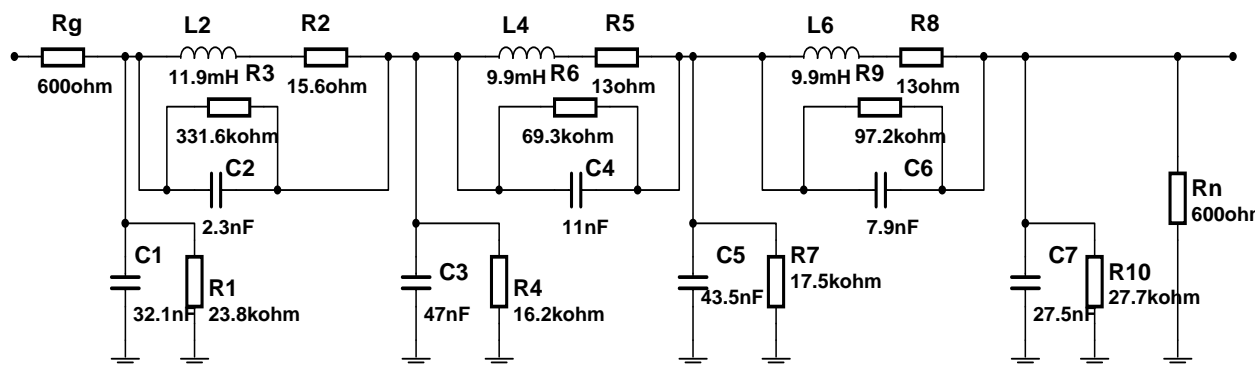 Rg
L2
R2
L4
R5
L6
R8
600ohm
11.9mH
R3
15.6ohm
9.9mH
R6
13ohm
9.9mH
R9
13ohm
331.6kohm
69.3kohm
97.2kohm
C2
C4
C6
2.3nF
11nF
7.9nF
Rn
600ohm
C1
R1
32.1nF
23.8kohm
C3
R4
47nF
16.2kohm
C5
R7
43.5nF
17.5kohm
C7
R10
27.5nF
27.7kohm